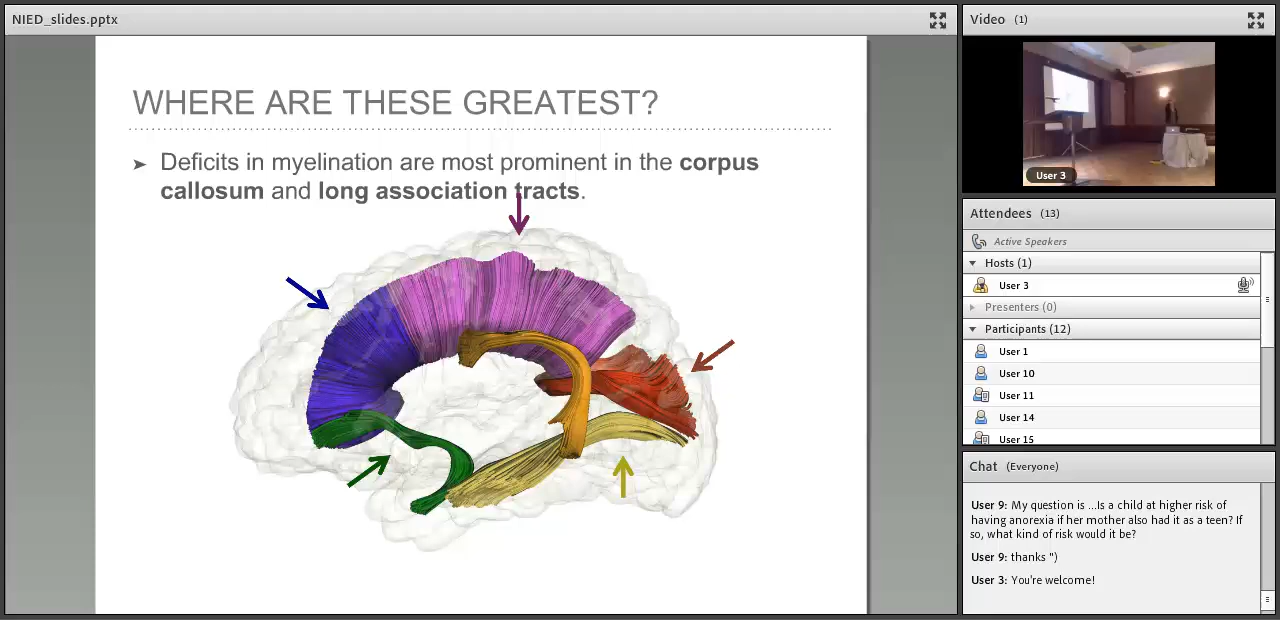 NIED_slides.pptx
WHERE ARE THESE GREATEST?
➤ Deficits in myelination are most prominent in the corpus
callosum and long association tracts.
Video (1)
User 3
Attendees (13)
Active Speakers
Hosts (1)
User 3
Presenters (0)
Participants (12)
User 1
User 10
User 11
User 14
User 15
Chat (Everyone)
User 9: My question is ...Is a child at higher risk of
having anorexia if her mother also had it as a teen? If
so, what kind of risk would it be?
User 9: thanks ")
User 3: You're welcome!